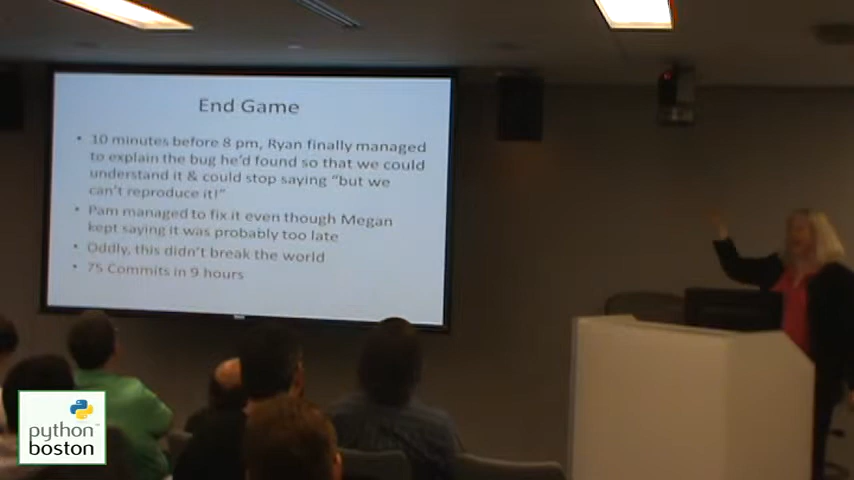 End Game
• 10 minutes before 8 pm, Ryan finally managed
to explain the bug he'd found so that we could
understand it & could stop saying "but we
can't reproduce it!"
• Pam managed to fix it even though Megan
kept saying it was probably too late
• Oddly, this didn't break the world
• 75 Commits in 9 hours
python™
boston